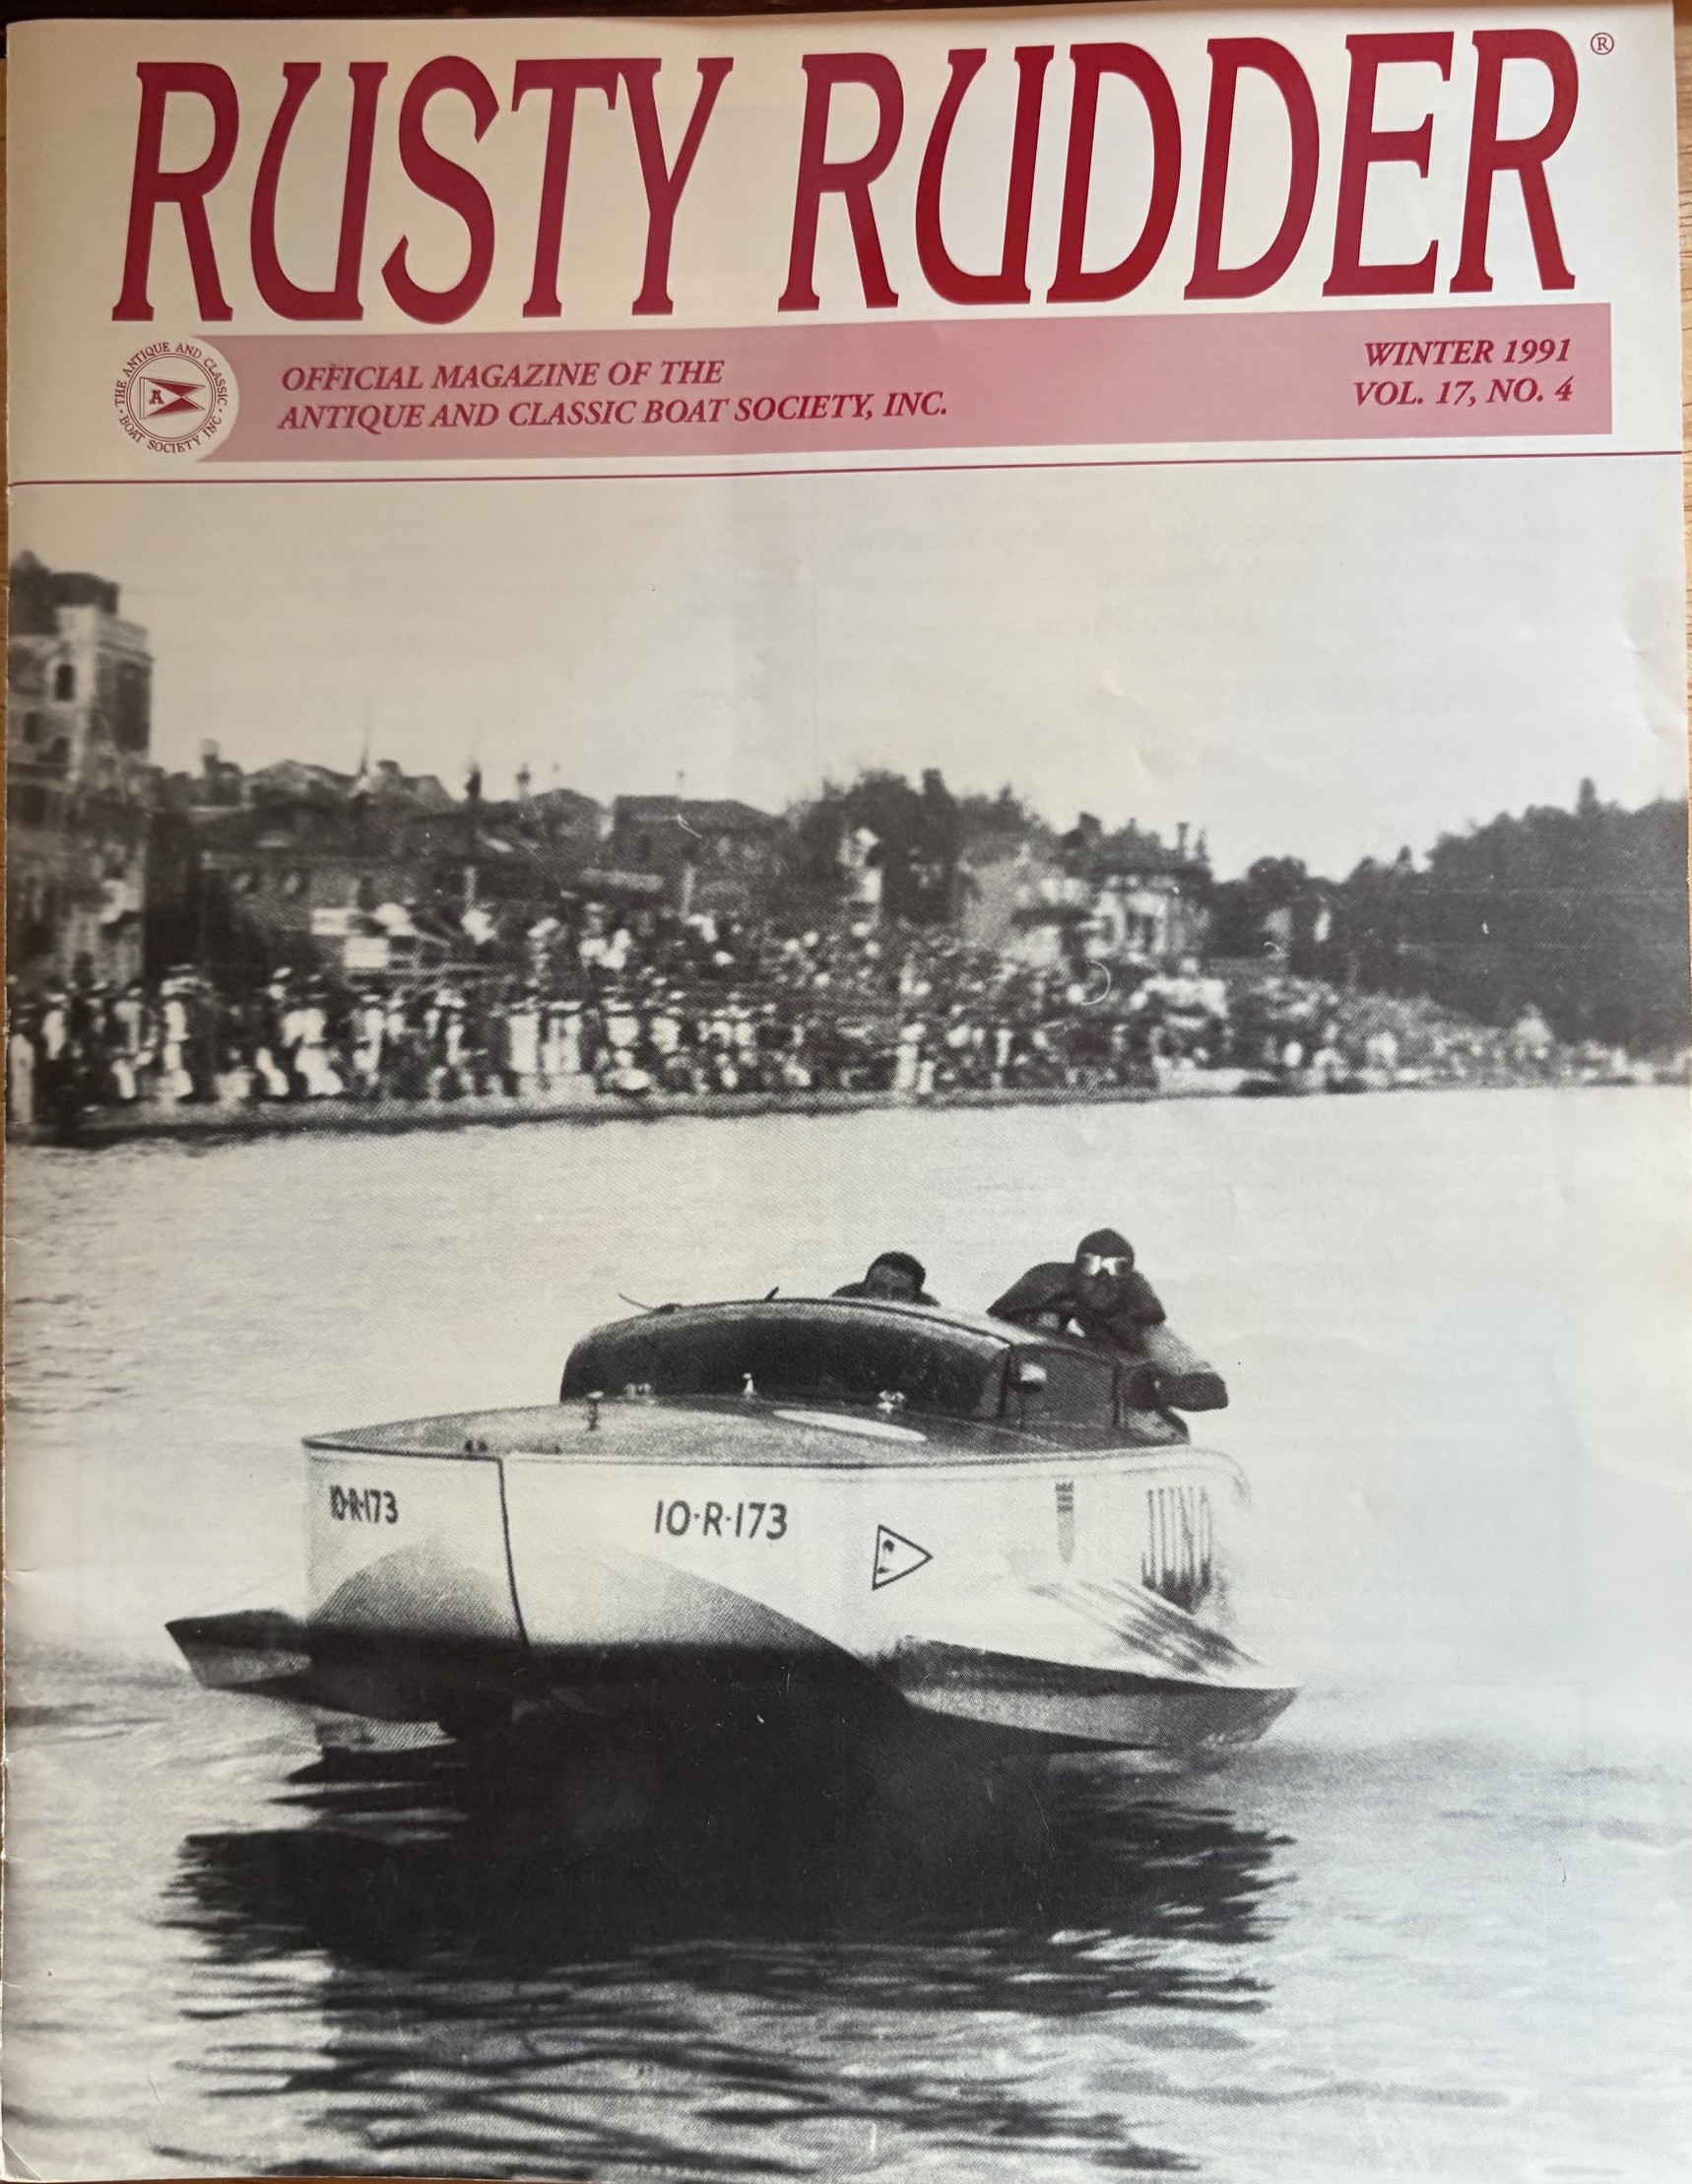 RUSTY RUDDER®
THE ANTIQUE AND CLASSIC
· BOAT SOCIETY INC ·
A
OFFICIAL MAGAZINE OF THE
ANTIQUE AND CLASSIC BOAT SOCIETY, INC.
WINTER 1991
VOL. 17, NO. 4
10·R·173
10·R·173